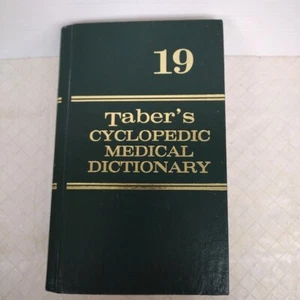 19
Taber's
CYCLOPEDIC
MEDICAL
DICTIONARY